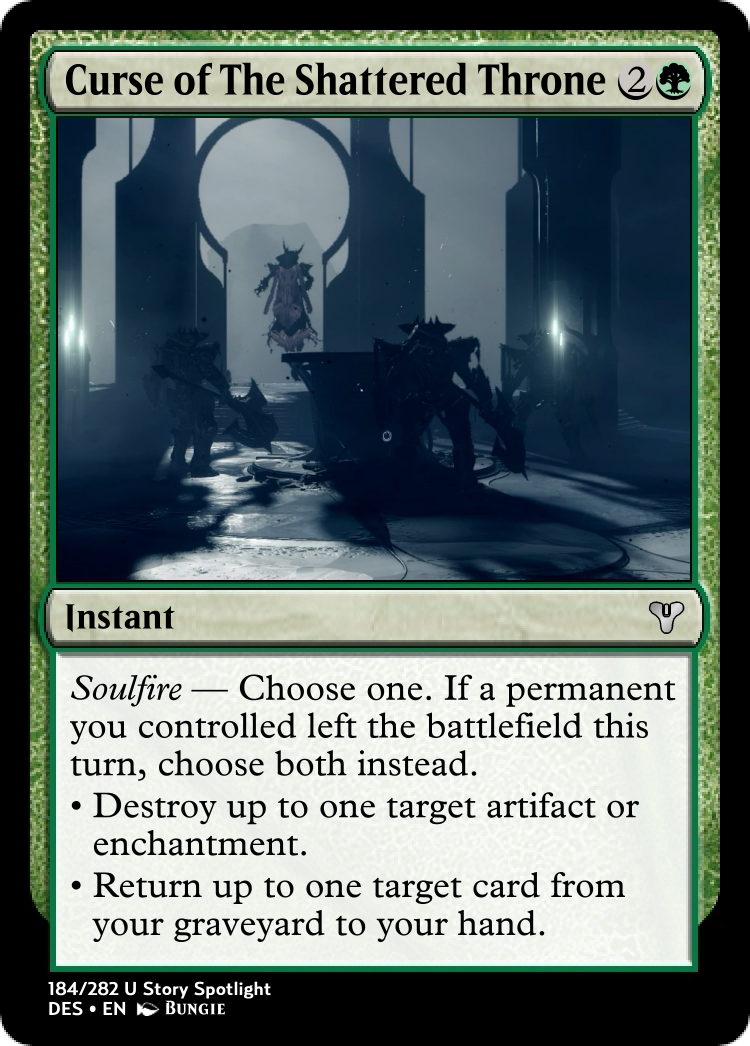 Curse of The Shattered Throne 2
Instant
Soulfire — Choose one. If a permanent
you controlled left the battlefield this
turn, choose both instead.
• Destroy up to one target artifact or
enchantment.
• Return up to one target card from
your graveyard to your hand.
184/282 U Story Spotlight
DES • EN Bungie